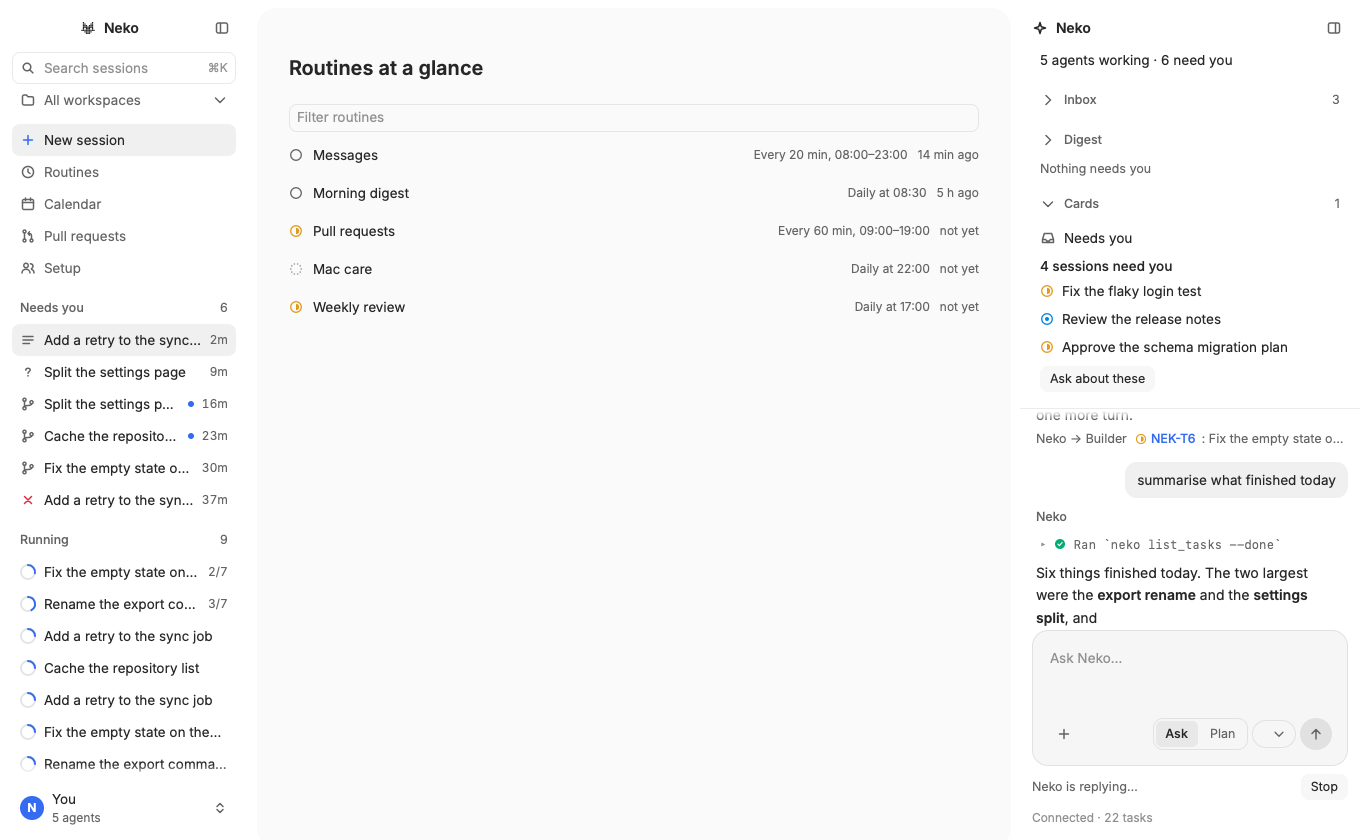 Neko
Search sessions ⌘K
All workspaces
New session
Routines
Calendar
Pull requests
Setup
Needs you 6
Add a retry to the sync... 2m
? Split the settings page 9m
Split the settings p... 16m
Cache the reposito... 23m
Fix the empty state o... 30m
Add a retry to the syn... 37m
Running 9
Fix the empty state on... 2/7
Rename the export co... 3/7
Add a retry to the sync job
Cache the repository list
Add a retry to the sync job
Fix the empty state on the...
Rename the export comma...
N You
5 agents
Routines at a glance
Filter routines
Messages Every 20 min, 08:00–23:00 14 min ago
Morning digest Daily at 08:30 5 h ago
Pull requests Every 60 min, 09:00–19:00 not yet
Mac care Daily at 22:00 not yet
Weekly review Daily at 17:00 not yet
Neko
5 agents working · 6 need you
Inbox 3
Digest
Nothing needs you
Cards 1
Needs you
4 sessions need you
Fix the flaky login test
Review the release notes
Approve the schema migration plan
Ask about these
one more turn.
Neko → Builder NEK-T6 : Fix the empty state o...
summarise what finished today
Neko
Ran `neko list_tasks --done`
Six things finished today. The two largest
were the export rename and the settings
split, and
Ask Neko...
Ask Plan
Neko is replying... Stop
Connected · 22 tasks